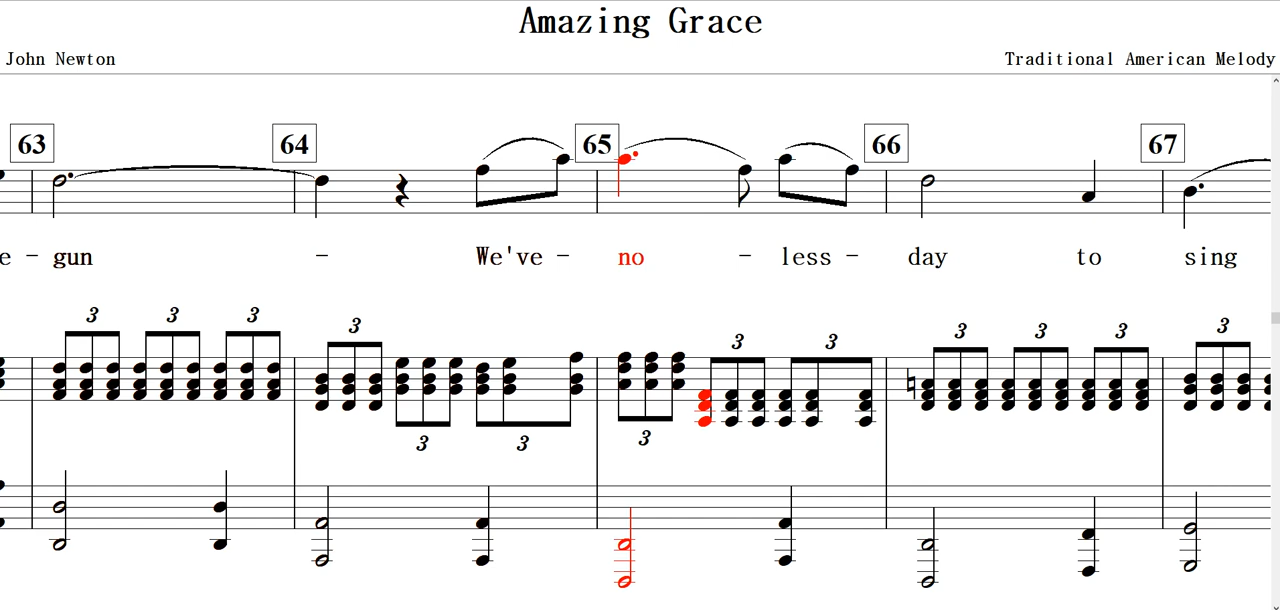 Amazing Grace
John Newton Traditional American Melody
63 64 65 66 67
e - gun - We've - no - less - day to sing
3 3 3 3 3 3 3 3 3 3
3 3 3